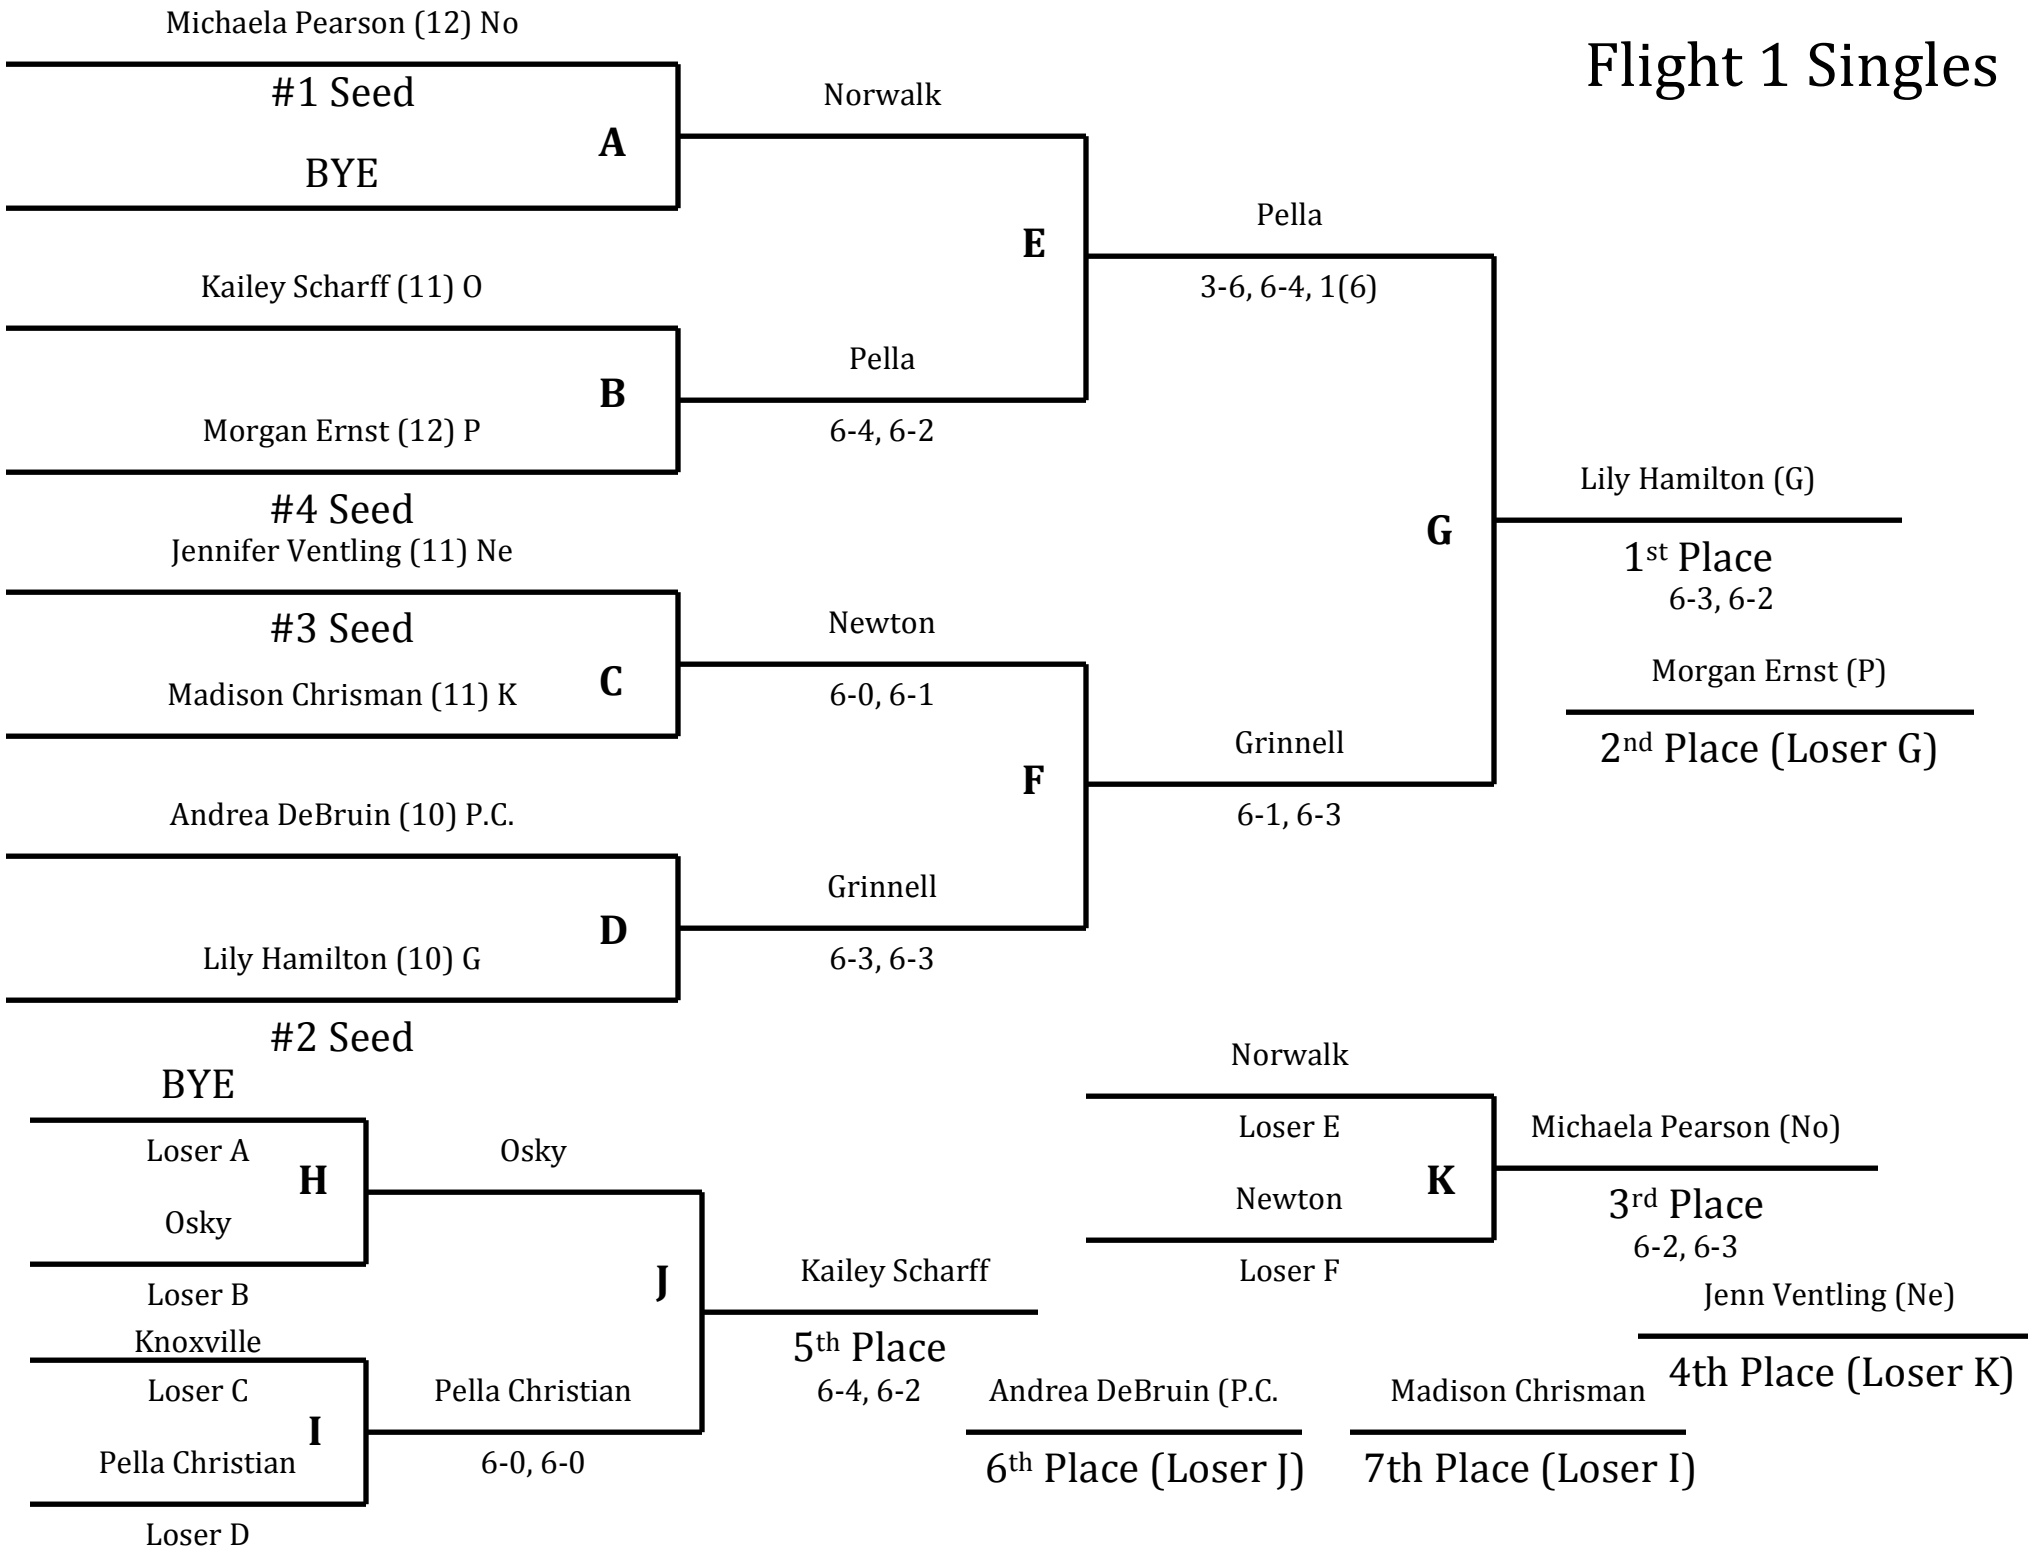 Michaela Pearson (12) No
Flight 1 Singles
#1 Seed
Norwalk
A
BYE
Pella
E
Kailey Scharff (11) O
3-6, 6-4, 1(6)
Pella
B
Morgan Ernst (12) P
6-4, 6-2
Lily Hamilton (G)
#4 Seed
G
Jennifer Ventling (11) Ne
1st Place
6-3, 6-2
#3 Seed
Newton
Morgan Ernst (P)
C
Madison Chrisman (11) K
6-0, 6-1
Grinnell
2nd Place (Loser G)
F
Andrea DeBruin (10) P.C.
6-1, 6-3
Grinnell
D
Lily Hamilton (10) G
6-3, 6-3
#2 Seed
Norwalk
BYE
Loser E
Michaela Pearson (No)
Loser A
Osky
H
K
Newton
3rd Place
Osky
6-2, 6-3
J
Kailey Scharff
Loser F
Loser B
Jenn Ventling (Ne)
Knoxville
5th Place
4th Place (Loser K)
Loser C
Pella Christian
6-4, 6-2
Andrea DeBruin (P.C.
Madison Chrisman
I
Pella Christian
6-0, 6-0
6th Place (Loser J)
7th Place (Loser I)
Loser D